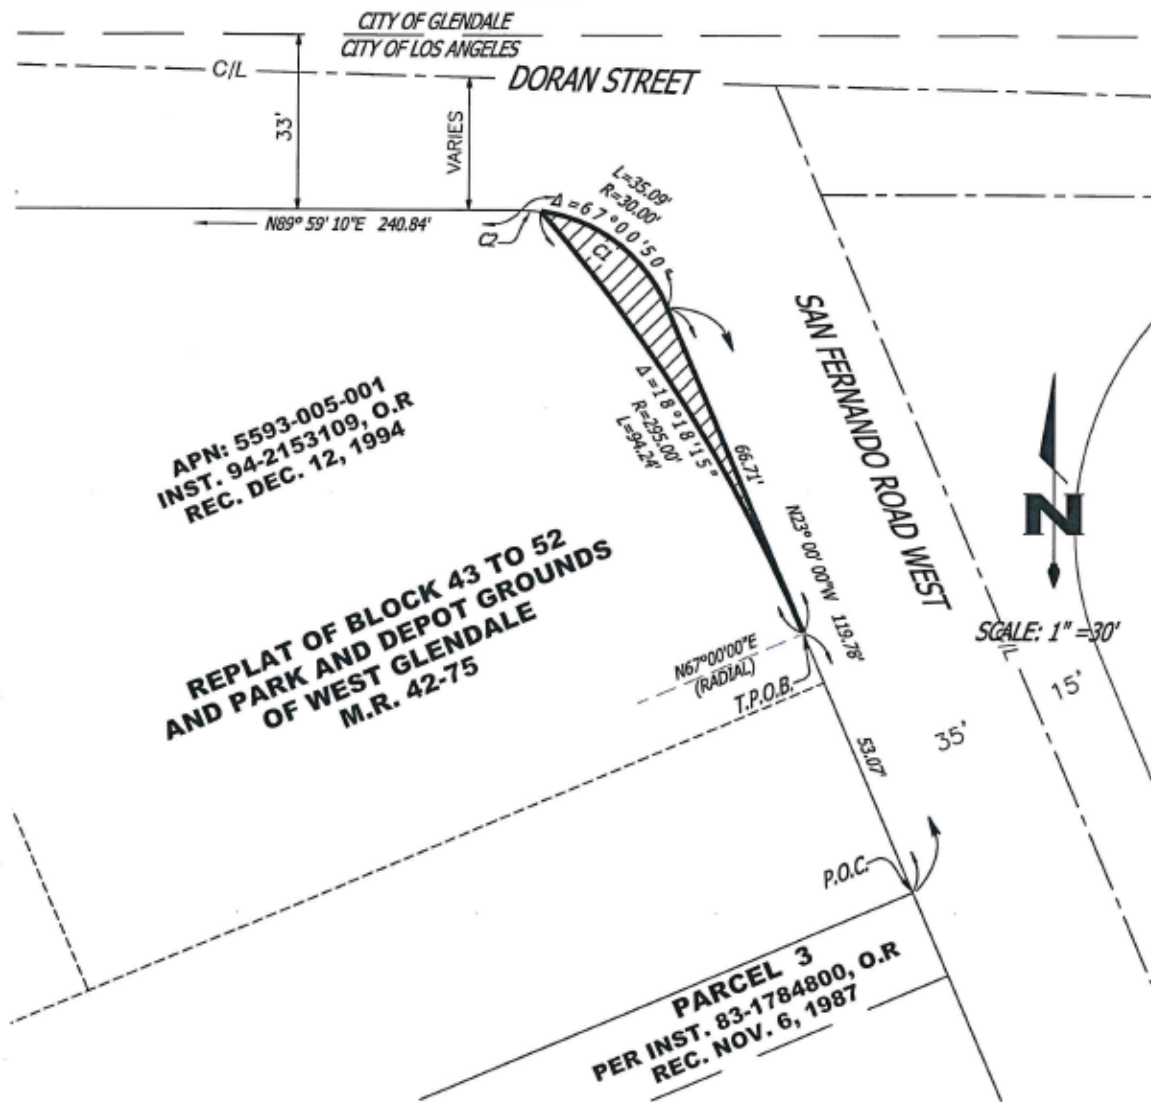 CITY OF GLENDALE
CITY OF LOS ANGELES
C/L
DORAN STREET
33'
VARIES
L=35.09'
R=30.00'
Δ=67°00'50"
N89° 59' 10"E 240.84'
C2
C1
SAN FERNANDO ROAD WEST
Δ=18°18'15"
R=295.00'
L=94.24'
66.71'
APN: 5593-005-001
INST. 94-2153109, O.R
REC. DEC. 12, 1994
N
N23° 00' 00"W 119.78'
REPLAT OF BLOCK 43 TO 52
AND PARK AND DEPOT GROUNDS
OF WEST GLENDALE
M.R. 42-75
SCALE: 1" =30'
C/L
N67°00'00"E
(RADIAL)
T.P.O.B.
15'
35'
53.07'
P.O.C.
PARCEL 3
PER INST. 83-1784800, O.R
REC. NOV. 6, 1987